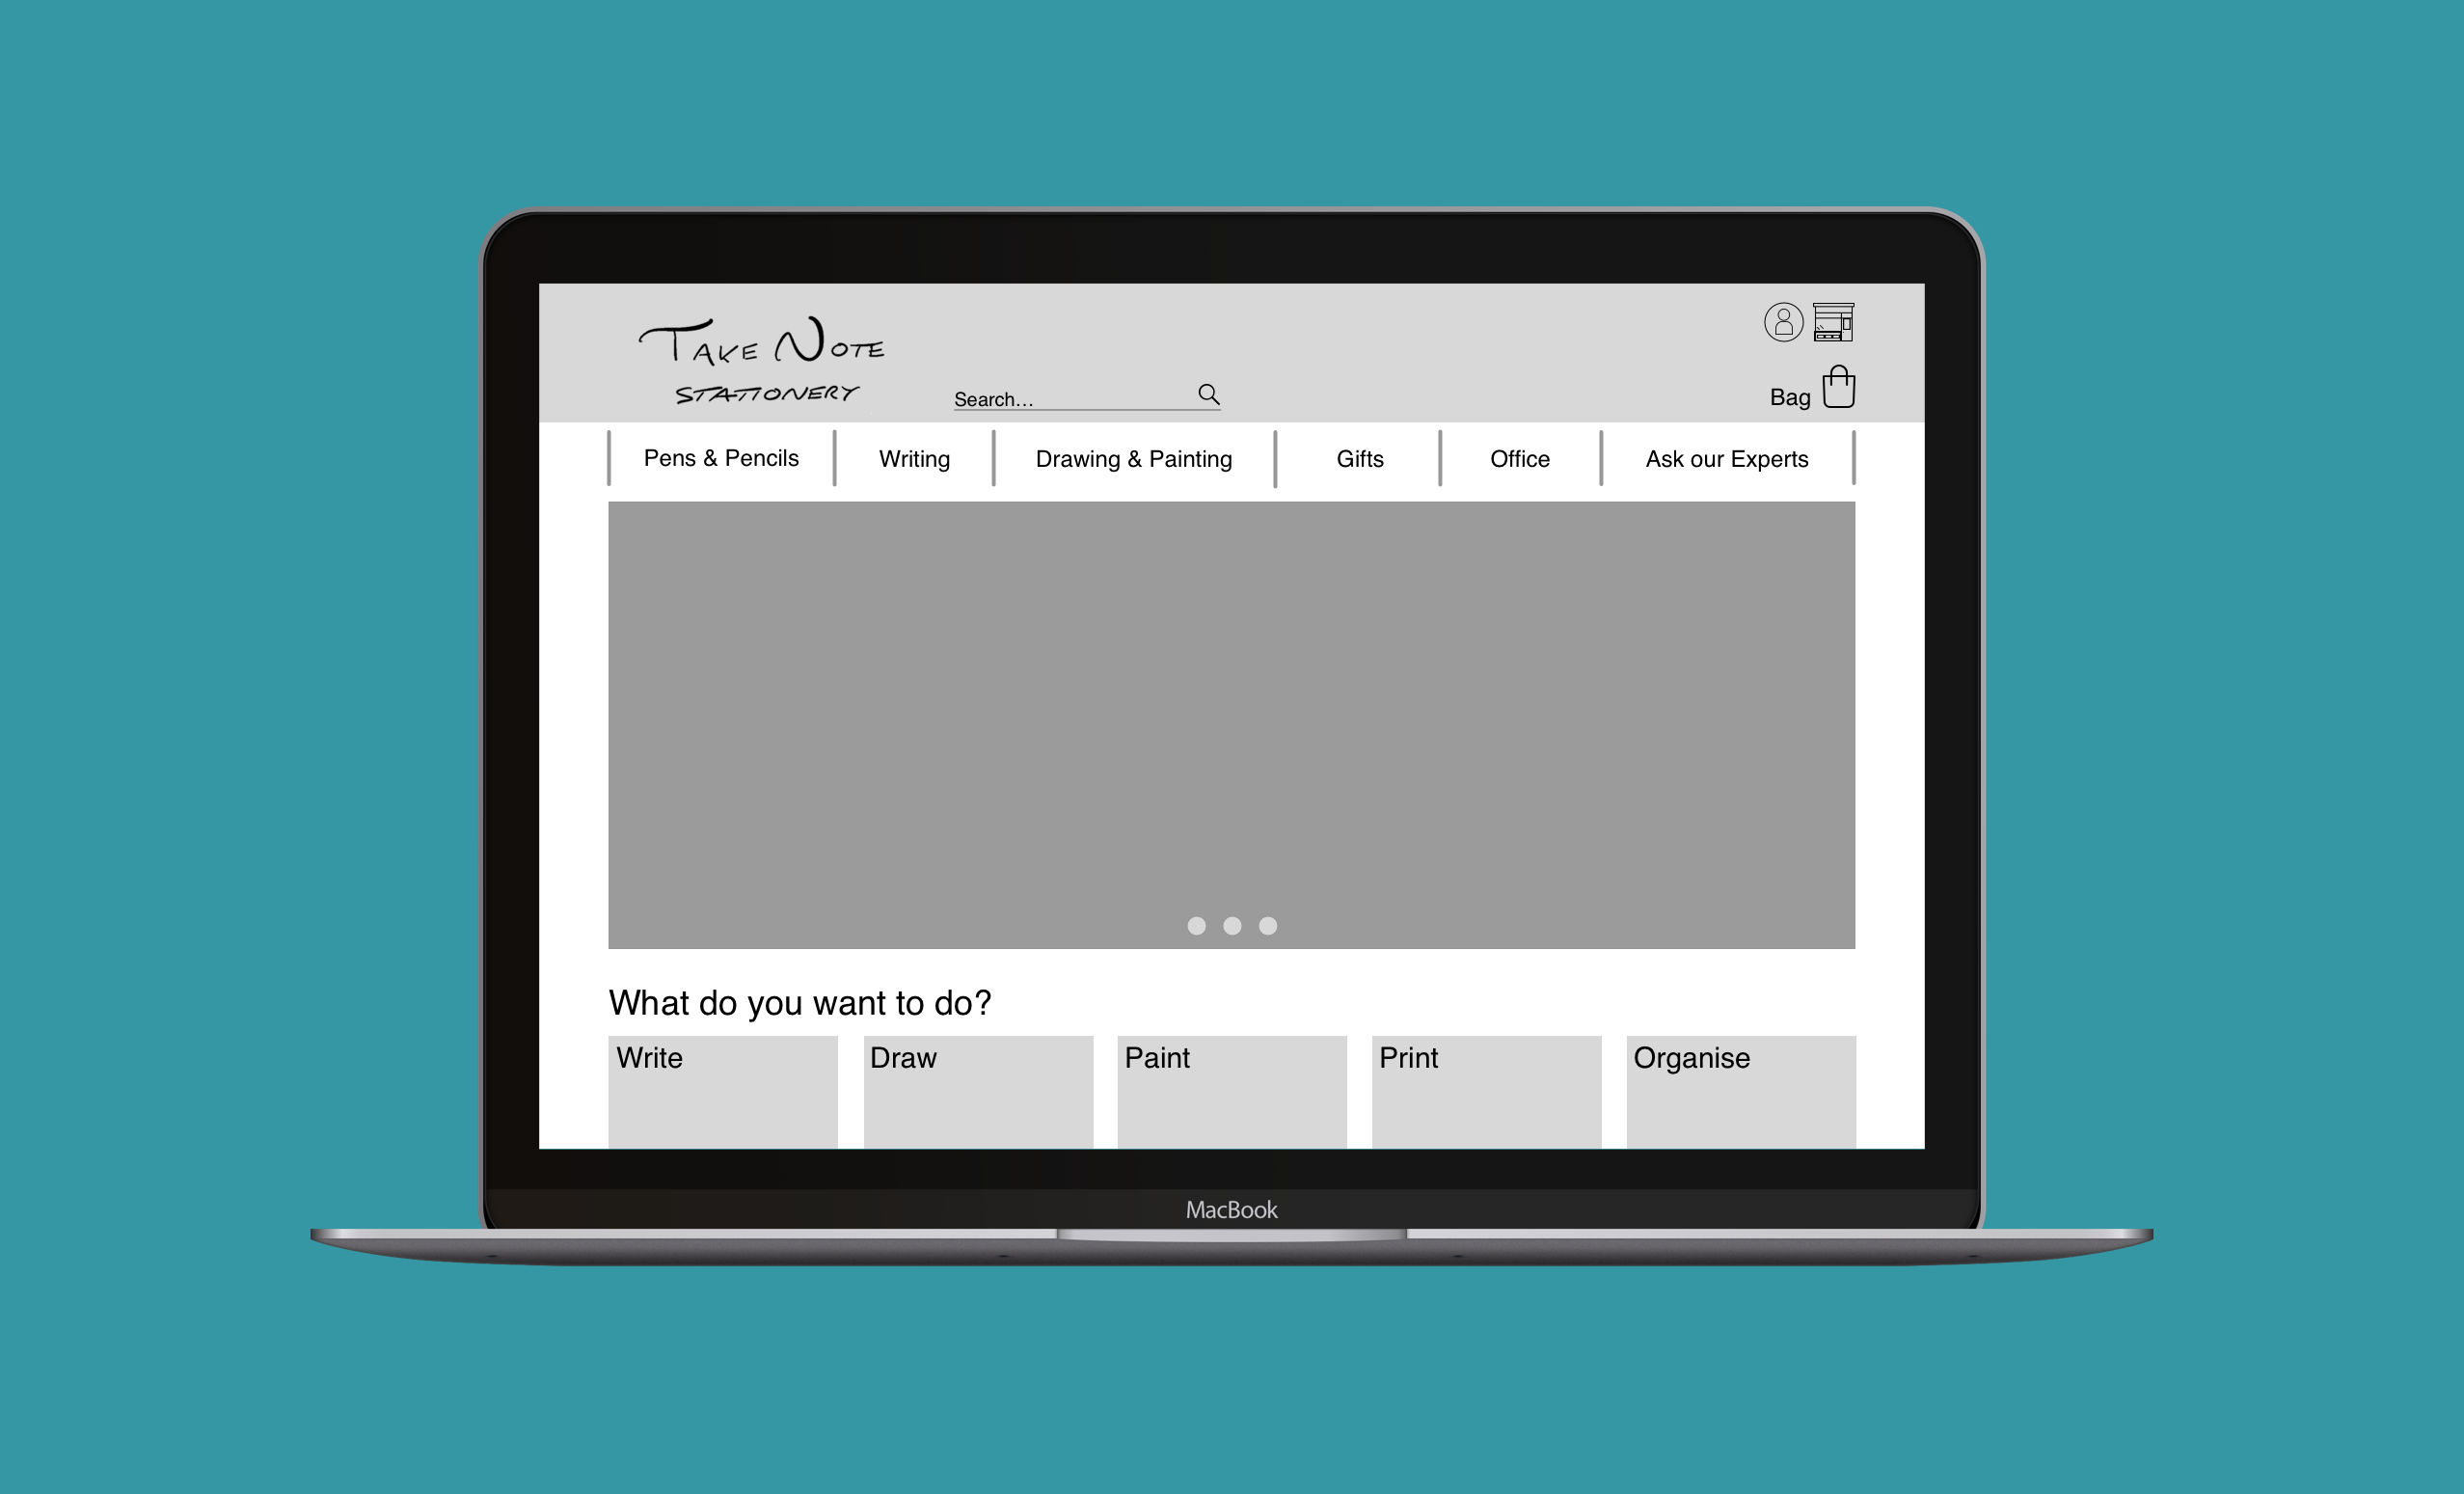 Take Note
Stationery
Search...
Bag
Pens & Pencils
Writing
Drawing & Painting
Gifts
Office
Ask our Experts
What do you want to do?
Write
Draw
Paint
Print
Organise
MacBook